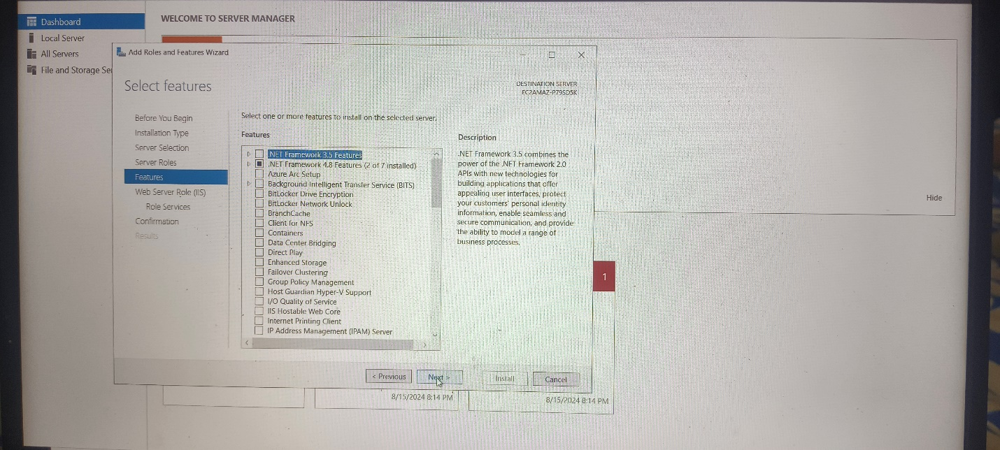 Dashboard
WELCOME TO SERVER MANAGER
Local Server
All Servers
File and Storage Se
Add Roles and Features Wizard
Select features
DESTINATION SERVER
EC2AMAZ-P79SD5K
Before You Begin
Installation Type
Server Selection
Server Roles
Features
Web Server Role (IIS)
Role Services
Confirmation
Results
Select one or more features to install on the selected server.
Features
.NET Framework 3.5 Features
.NET Framework 4.8 Features (2 of 7 installed)
Azure Arc Setup
Background Intelligent Transfer Service (BITS)
BitLocker Drive Encryption
BitLocker Network Unlock
BranchCache
Client for NFS
Containers
Data Center Bridging
Direct Play
Enhanced Storage
Failover Clustering
Group Policy Management
Host Guardian Hyper-V Support
I/O Quality of Service
IIS Hostable Web Core
Internet Printing Client
IP Address Management (IPAM) Server
Description
.NET Framework 3.5 combines the
power of the .NET Framework 2.0
APIs with new technologies for
building applications that offer
appealing user interfaces, protect
your customers' personal identity
information, enable seamless and
secure communication, and provide
the ability to model a range of
business processes.
Hide
1
< Previous
Next >
Install
Cancel
8/15/2024 8:14 PM
8/15/2024 8:14 PM